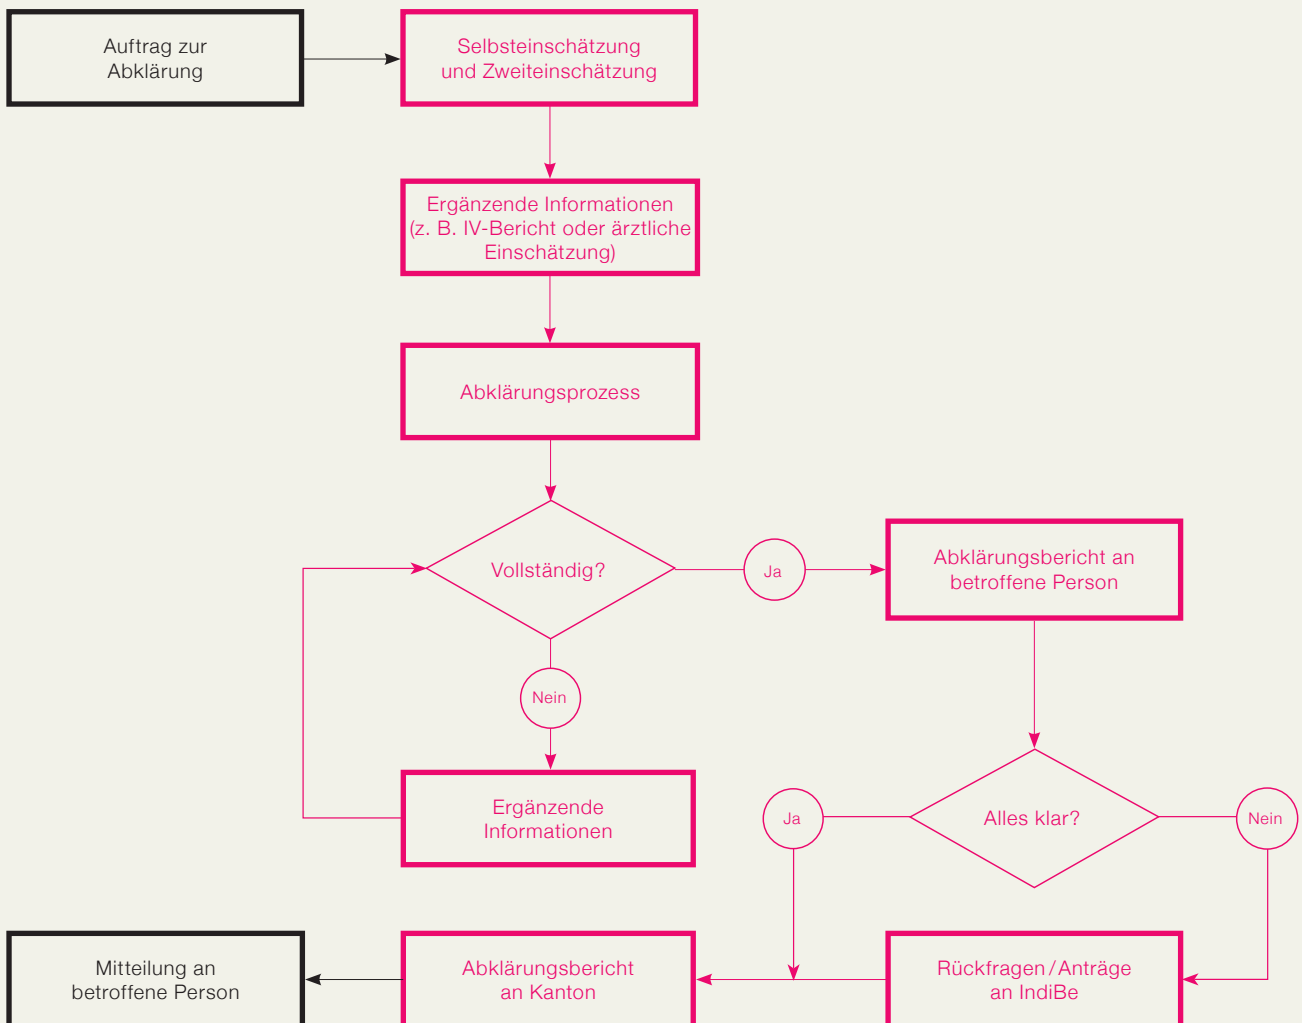 Auftrag zur
Abklärung
Selbsteinschätzung
und Zweiteinschätzung
Ergänzende Informationen
(z. B. IV-Bericht oder ärztliche
Einschätzung)
Abklärungsprozess
Vollständig?
Ja
Abklärungsbericht an
betroffene Person
Nein
Ergänzende
Informationen
Ja
Alles klar?
Nein
Mitteilung an
betroffene Person
Abklärungsbericht
an Kanton
Rückfragen / Anträge
an IndiBe